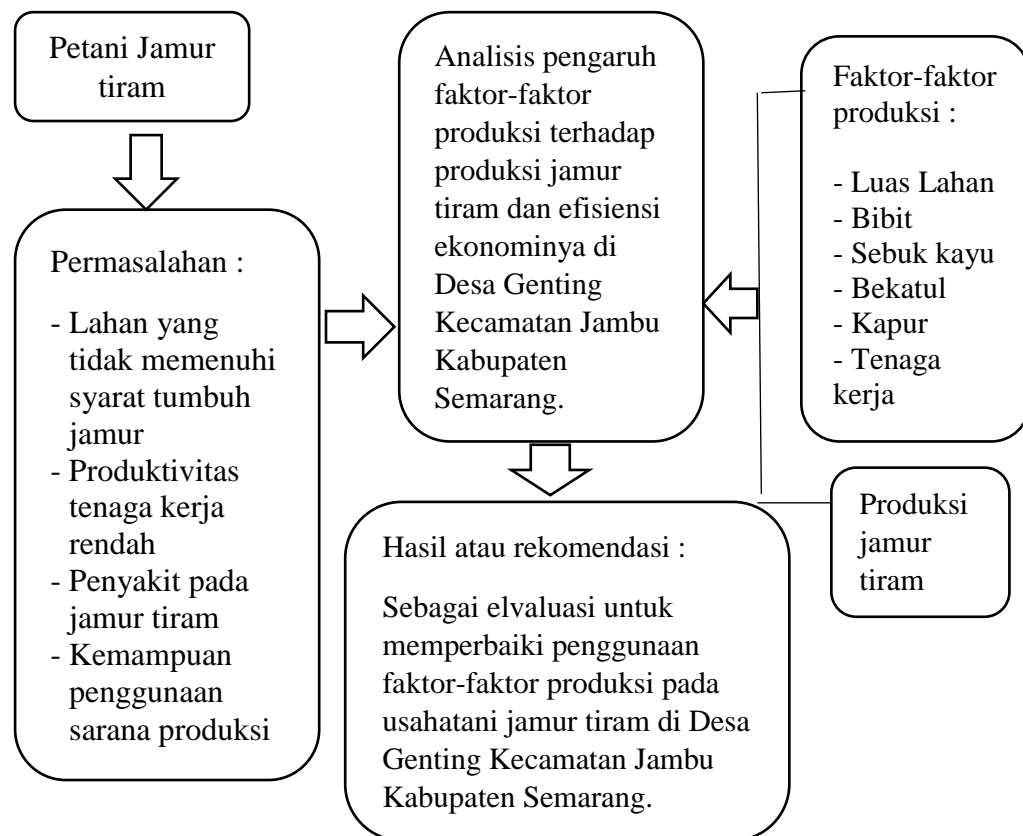 Petani Jamur
tiram
Permasalahan :
- Lahan yang
tidak memenuhi
syarat tumbuh
jamur
- Produktivitas
tenaga kerja
rendah
- Penyakit pada
jamur tiram
- Kemampuan
penggunaan
sarana produksi
Analisis pengaruh
faktor-faktor
produksi terhadap
produksi jamur
tiram dan efisiensi
ekonominya di
Desa Genting
Kecamatan Jambu
Kabupaten
Semarang.
Faktor-faktor
produksi :
- Luas Lahan
- Bibit
- Sebuk kayu
- Bekatul
- Kapur
- Tenaga
kerja
Produksi
jamur
tiram
Hasil atau rekomendasi :
Sebagai elvaluasi untuk
memperbaiki penggunaan
faktor-faktor produksi pada
usahatani jamur tiram di Desa
Genting Kecamatan Jambu
Kabupaten Semarang.